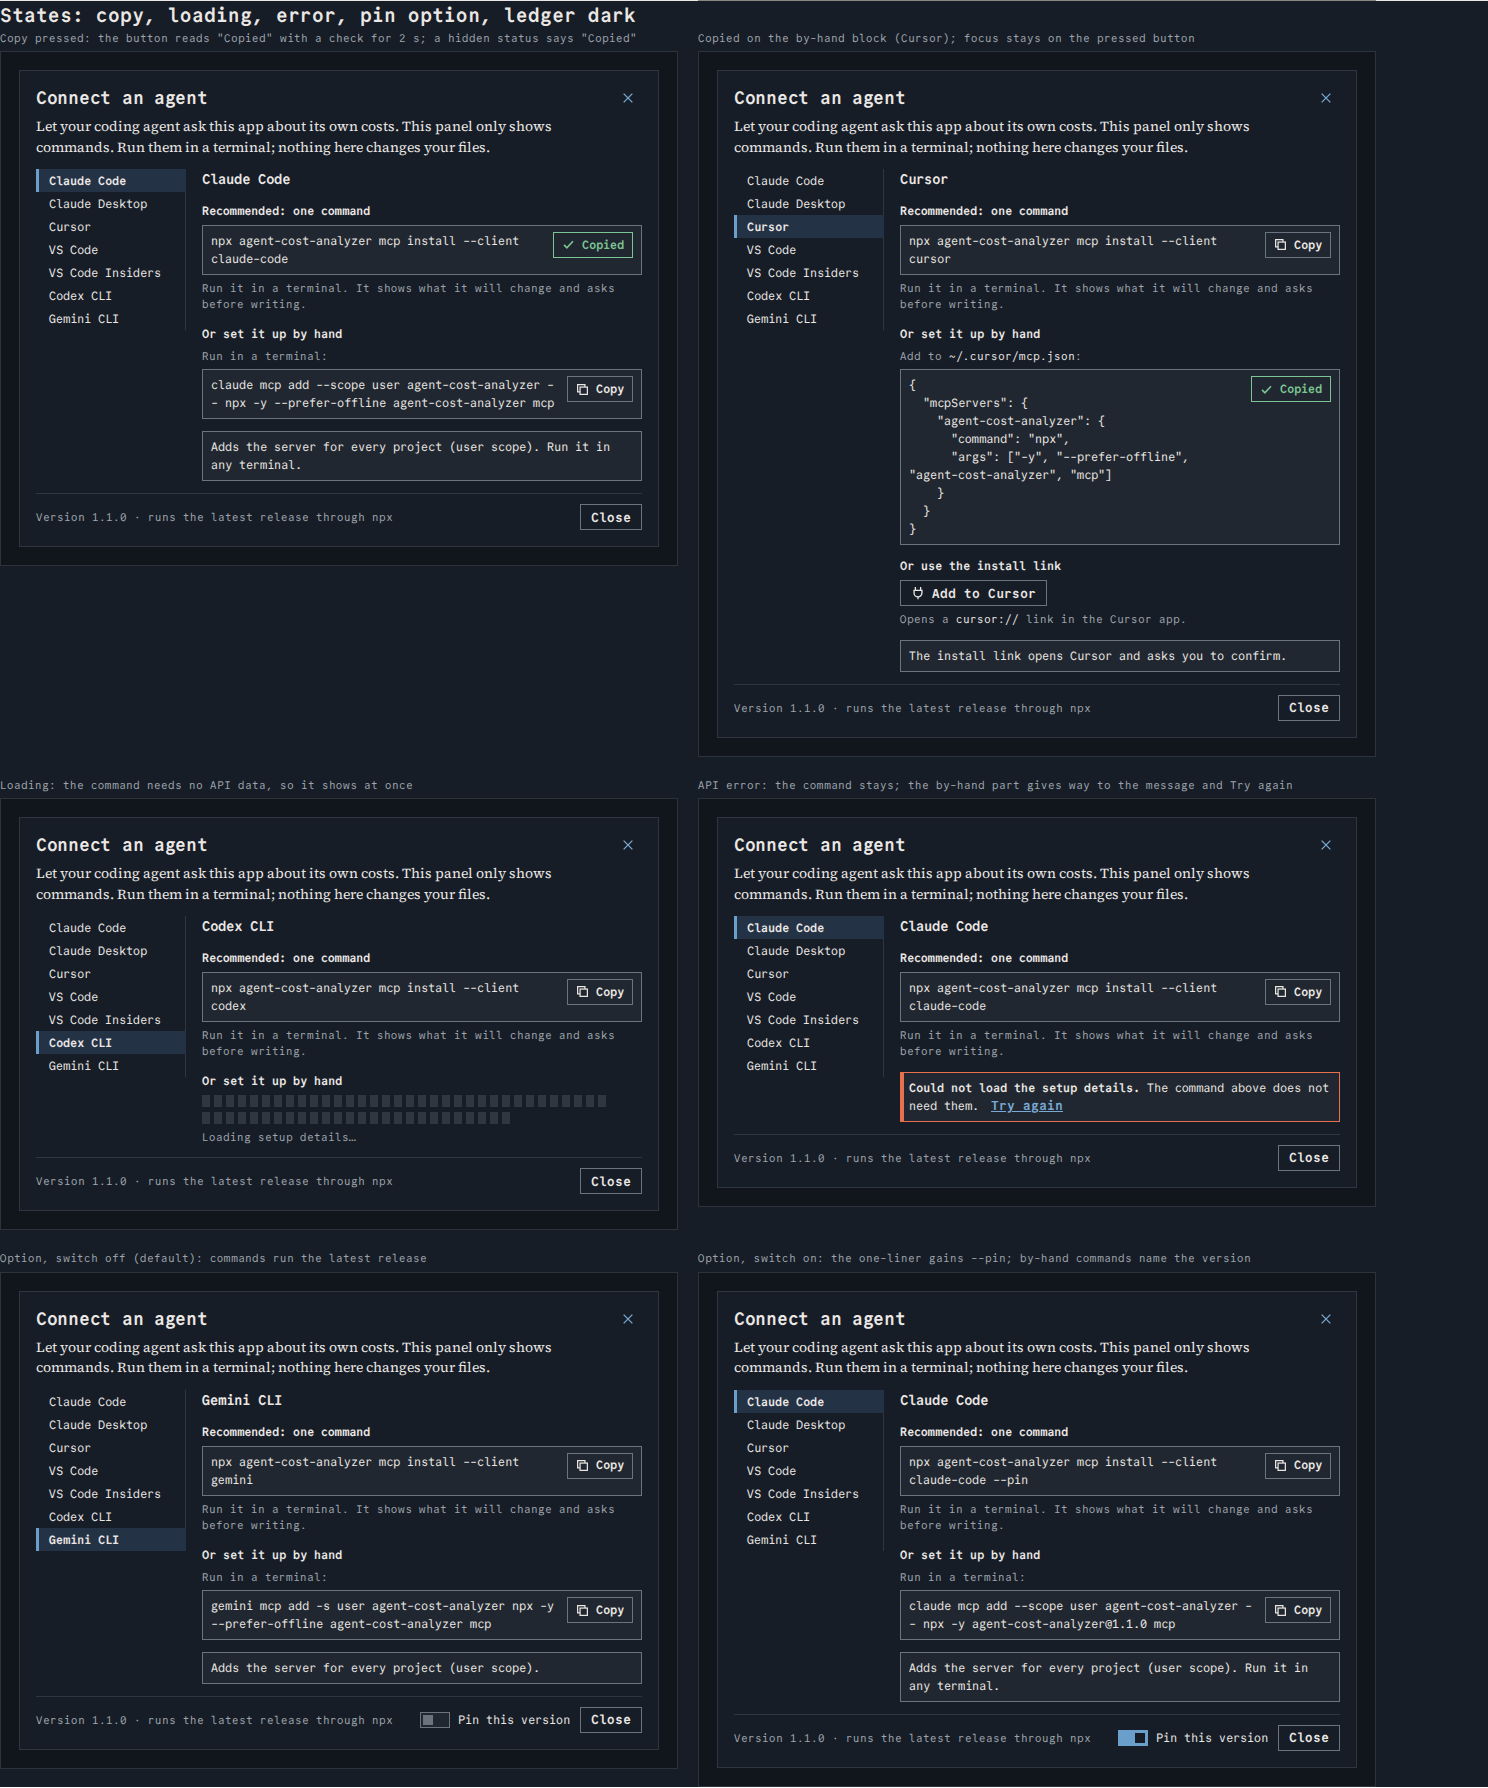 States: copy, loading, error, pin option, ledger dark
Copy pressed: the button reads "Copied" with a check for 2 s; a hidden status says "Copied"
Connect an agent
Let your coding agent ask this app about its own costs. This panel only shows
commands. Run them in a terminal; nothing here changes your files.
Claude Code
Claude Desktop
Cursor
VS Code
VS Code Insiders
Codex CLI
Gemini CLI
Claude Code
Recommended: one command
npx agent-cost-analyzer mcp install --client
claude-code
Copied
Run it in a terminal. It shows what it will change and asks
before writing.
Or set it up by hand
Run in a terminal:
claude mcp add --scope user agent-cost-analyzer -
- npx -y --prefer-offline agent-cost-analyzer mcp
Copy
Adds the server for every project (user scope). Run it in
any terminal.
Version 1.1.0 · runs the latest release through npx
Close
Copied on the by-hand block (Cursor); focus stays on the pressed button
Connect an agent
Let your coding agent ask this app about its own costs. This panel only shows
commands. Run them in a terminal; nothing here changes your files.
Claude Code
Claude Desktop
Cursor
VS Code
VS Code Insiders
Codex CLI
Gemini CLI
Cursor
Recommended: one command
npx agent-cost-analyzer mcp install --client
cursor
Copy
Run it in a terminal. It shows what it will change and asks
before writing.
Or set it up by hand
Add to ~/.cursor/mcp.json:
{
"mcpServers": {
"agent-cost-analyzer": {
"command": "npx",
"args": ["-y", "--prefer-offline",
"agent-cost-analyzer", "mcp"]
}
}
}
Copied
Or use the install link
Add to Cursor
Opens a cursor:// link in the Cursor app.
The install link opens Cursor and asks you to confirm.
Version 1.1.0 · runs the latest release through npx
Close
Loading: the command needs no API data, so it shows at once
Connect an agent
Let your coding agent ask this app about its own costs. This panel only shows
commands. Run them in a terminal; nothing here changes your files.
Claude Code
Claude Desktop
Cursor
VS Code
VS Code Insiders
Codex CLI
Gemini CLI
Codex CLI
Recommended: one command
npx agent-cost-analyzer mcp install --client
codex
Copy
Run it in a terminal. It shows what it will change and asks
before writing.
Or set it up by hand
Loading setup details…
Version 1.1.0 · runs the latest release through npx
Close
API error: the command stays; the by-hand part gives way to the message and Try again
Connect an agent
Let your coding agent ask this app about its own costs. This panel only shows
commands. Run them in a terminal; nothing here changes your files.
Claude Code
Claude Desktop
Cursor
VS Code
VS Code Insiders
Codex CLI
Gemini CLI
Claude Code
Recommended: one command
npx agent-cost-analyzer mcp install --client
claude-code
Copy
Run it in a terminal. It shows what it will change and asks
before writing.
Could not load the setup details. The command above does not
need them. Try again
Version 1.1.0 · runs the latest release through npx
Close
Option, switch off (default): commands run the latest release
Connect an agent
Let your coding agent ask this app about its own costs. This panel only shows
commands. Run them in a terminal; nothing here changes your files.
Claude Code
Claude Desktop
Cursor
VS Code
VS Code Insiders
Codex CLI
Gemini CLI
Gemini CLI
Recommended: one command
npx agent-cost-analyzer mcp install --client
gemini
Copy
Run it in a terminal. It shows what it will change and asks
before writing.
Or set it up by hand
Run in a terminal:
gemini mcp add -s user agent-cost-analyzer npx -y
--prefer-offline agent-cost-analyzer mcp
Copy
Adds the server for every project (user scope).
Version 1.1.0 · runs the latest release through npx
Pin this version
Close
Option, switch on: the one-liner gains --pin; by-hand commands name the version
Connect an agent
Let your coding agent ask this app about its own costs. This panel only shows
commands. Run them in a terminal; nothing here changes your files.
Claude Code
Claude Desktop
Cursor
VS Code
VS Code Insiders
Codex CLI
Gemini CLI
Claude Code
Recommended: one command
npx agent-cost-analyzer mcp install --client
claude-code --pin
Copy
Run it in a terminal. It shows what it will change and asks
before writing.
Or set it up by hand
Run in a terminal:
claude mcp add --scope user agent-cost-analyzer -
- npx -y agent-cost-analyzer@1.1.0 mcp
Copy
Adds the server for every project (user scope). Run it in
any terminal.
Version 1.1.0 · runs the latest release through npx
Pin this version
Close